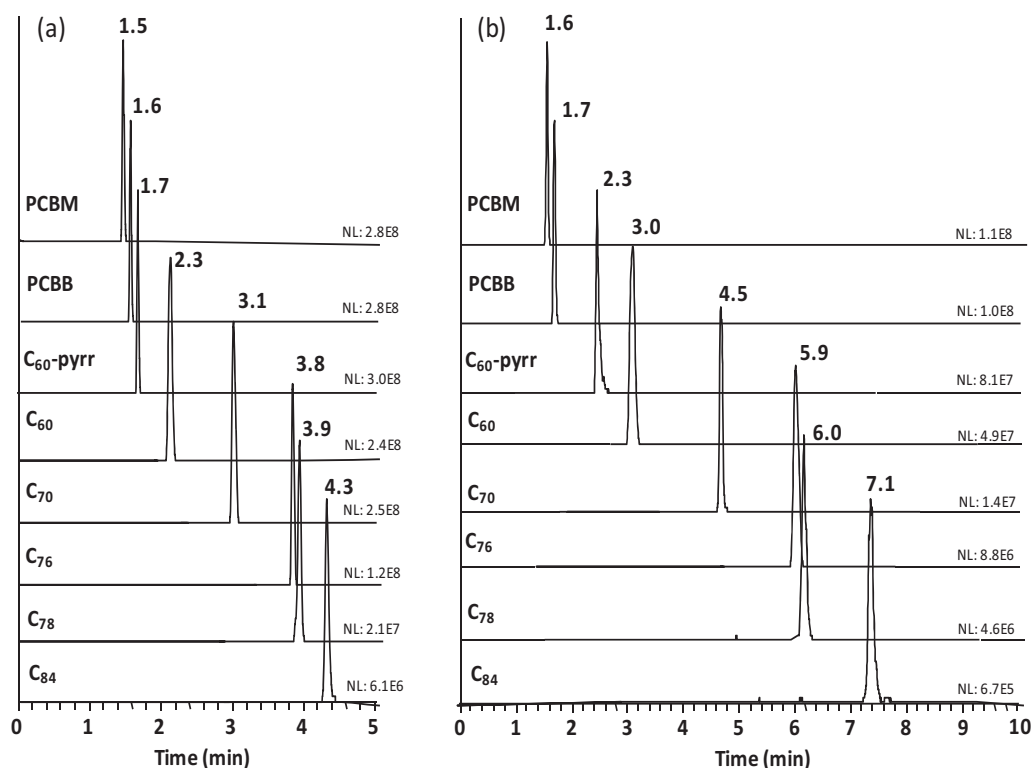 (a)
1.5
1.6
1.7
PCBM
NL: 2.8E8
2.3
PCBB
3.1
NL: 2.8E8
C60-pyrr
3.8
NL: 3.0E8
C60
3.9
NL: 2.4E8
C70
4.3
NL: 2.5E8
C76
NL: 1.2E8
C78
NL: 2.1E7
C84
NL: 6.1E6
0 1 2 3 4 5
Time (min)
(b)
1.6
1.7
2.3
PCBM
3.0
NL: 1.1E8
PCBB
4.5
NL: 1.0E8
C60-pyrr
5.9
NL: 8.1E7
C60
6.0
NL: 4.9E7
C70
7.1
NL: 1.4E7
C76
NL: 8.8E6
C78
NL: 4.6E6
C84
NL: 6.7E5
0 1 2 3 4 5 6 7 8 9 10
Time (min)